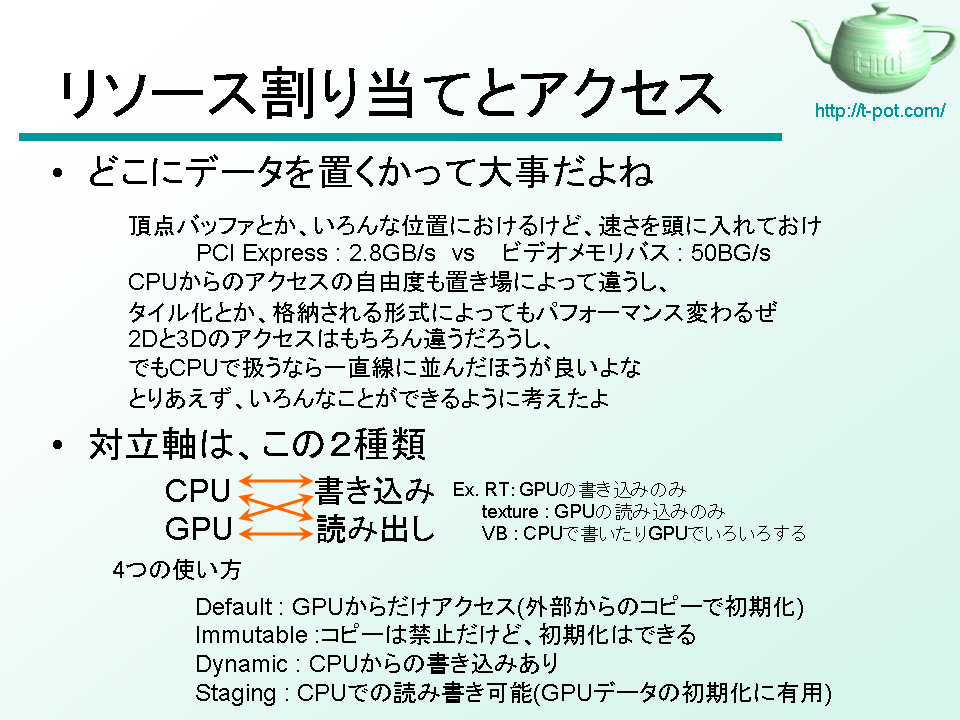 リソース割り当てとアクセス
t-pot
http://t-pot.com/
• どこにデータを置くかって大事だよね
頂点バッファとか、いろんな位置におけるけど、速さを頭に入れておけ
PCI Express : 2.8GB/s vs ビデオメモリバス : 50BG/s
CPUからのアクセスの自由度も置き場によって違うし、
タイル化とか、格納される形式によってもパフォーマンス変わるぜ
2Dと3Dのアクセスはもちろん違うだろうし、
でもCPUで扱うなら一直線に並んだほうが良いよな
とりあえず、いろんなことができるように考えたよ
• 対立軸は、この２種類
CPU 書き込み
GPU 読み出し
Ex. RT: GPUの書き込みのみ
texture : GPUの読み込みのみ
VB : CPUで書いたりGPUでいろいろする
4つの使い方
Default : GPUからだけアクセス(外部からのコピーで初期化)
Immutable :コピーは禁止だけど、初期化はできる
Dynamic : CPUからの書き込みあり
Staging : CPUでの読み書き可能(GPUデータの初期化に有用)